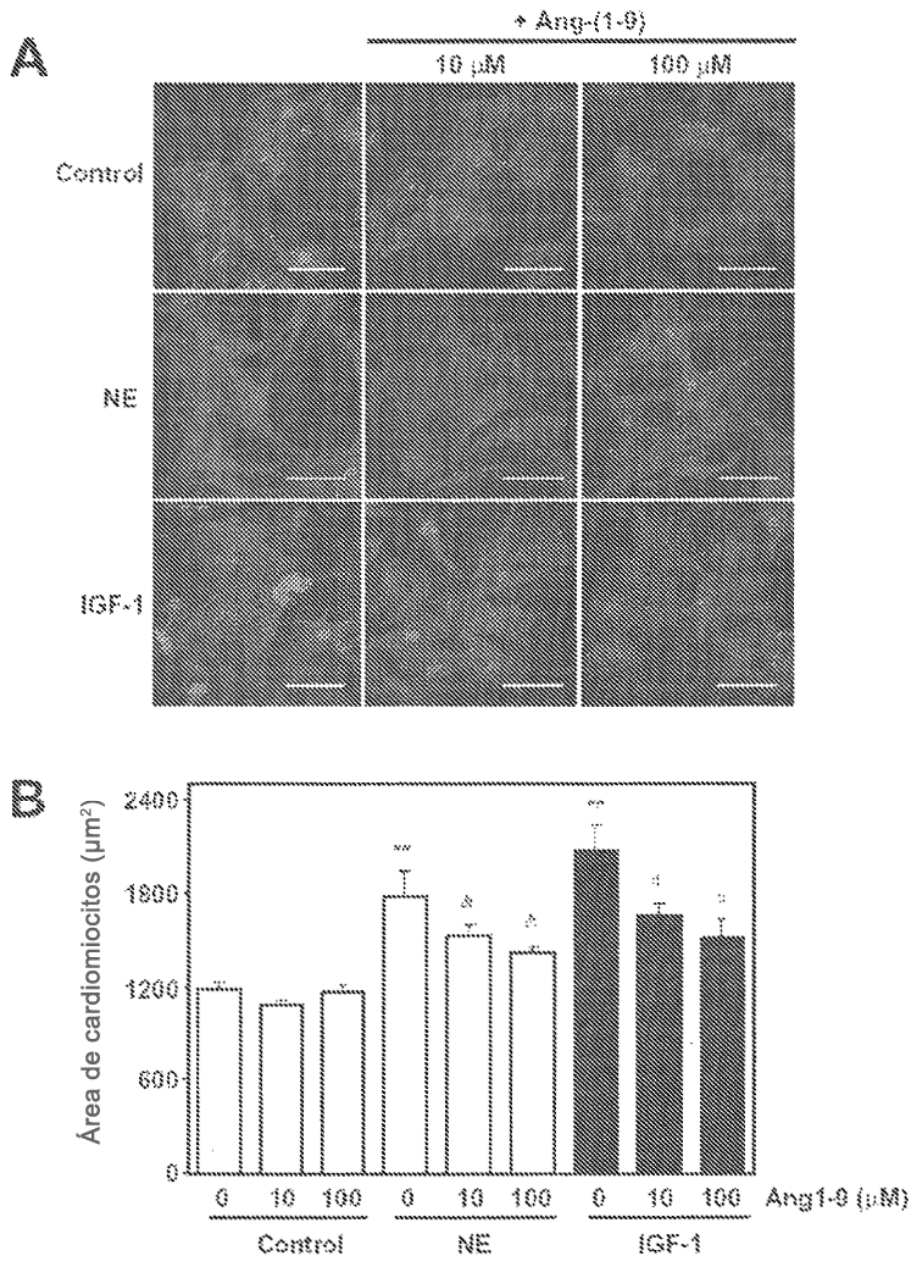 A
+ Ang-(1-9)
10 µM 100 µM
Control
NE
IGF-1
B
Área de cardiomiocitos (µm²)
2400
1800
1200
600
0
** ** & &
0 10 100 0 10 100 0 10 100 Ang1-9 (µM)
Control NE IGF-1